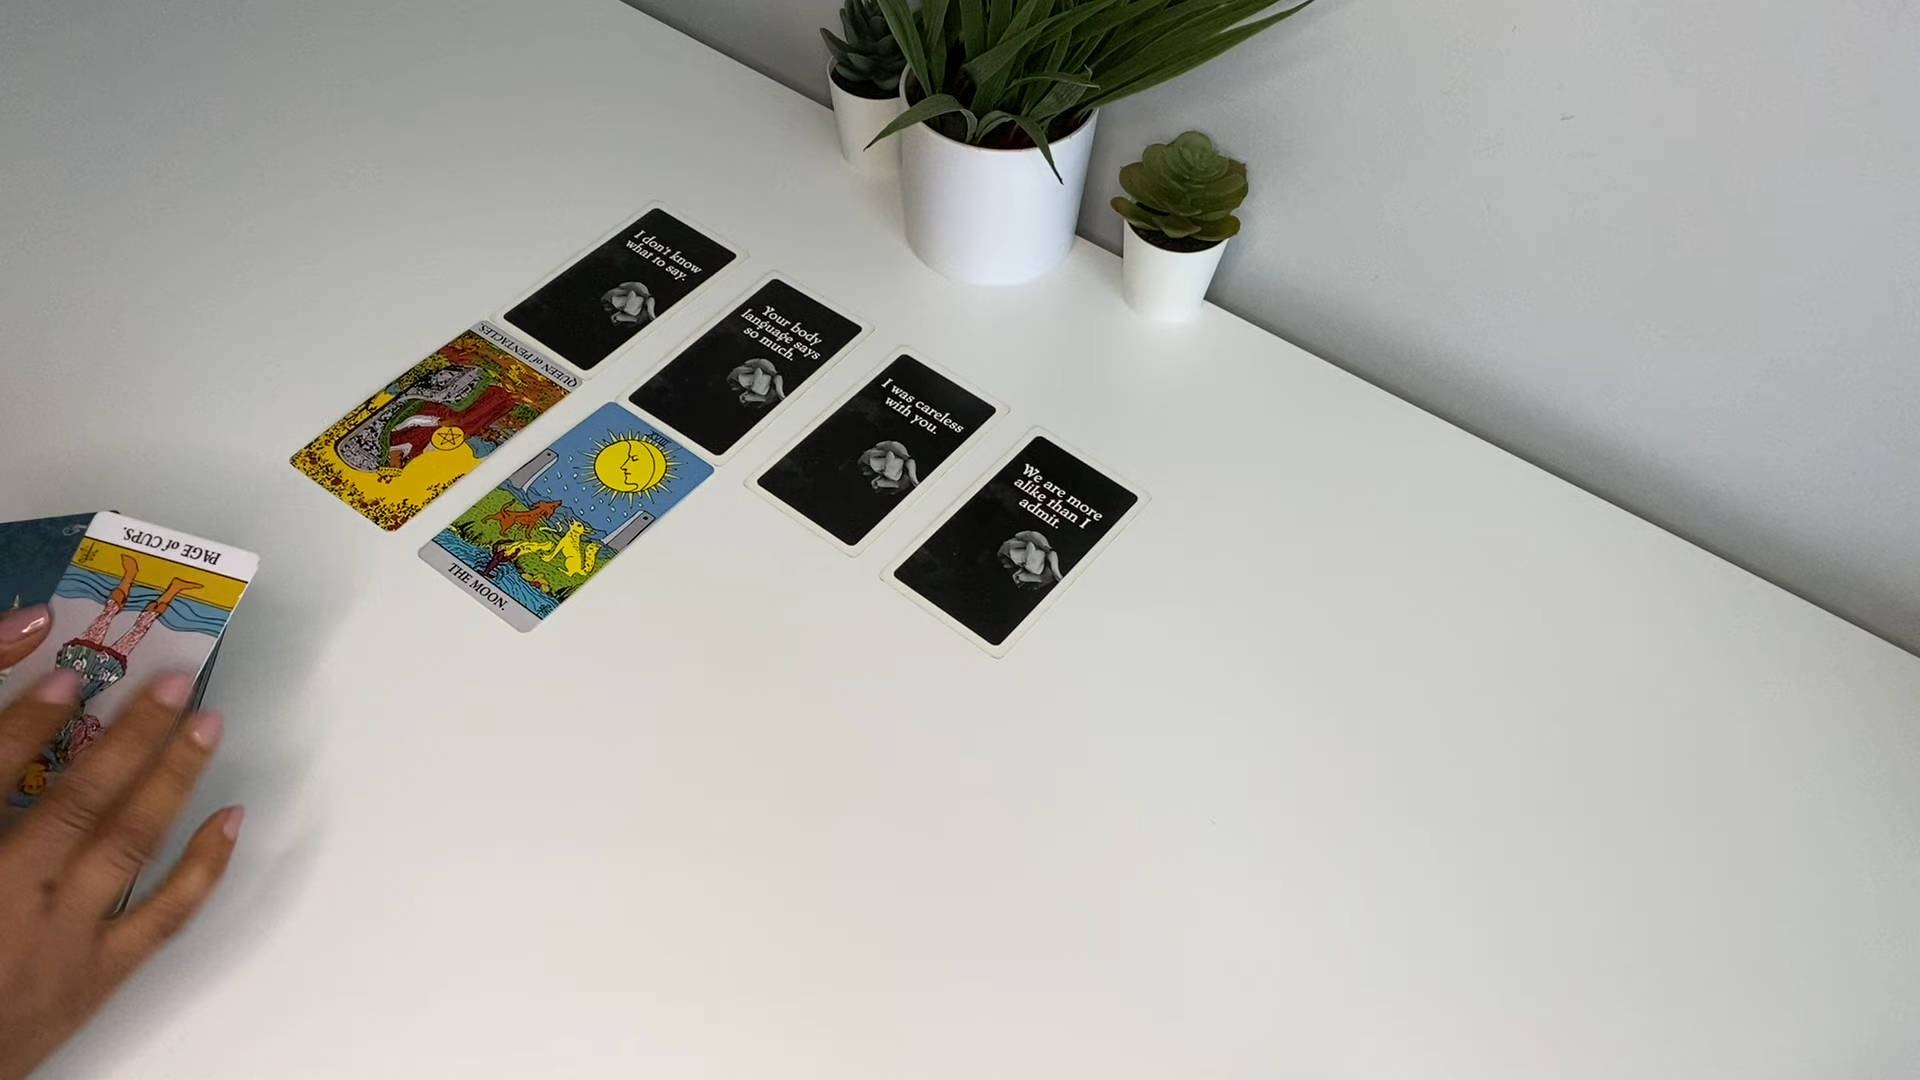 I don't know
what to say.
Your body
language says
so much.
I was careless
with you.
We are more
alike than I
admit.
QUEEN of PENTACLES.
XVIII
THE MOON.
PAGE of CUPS.